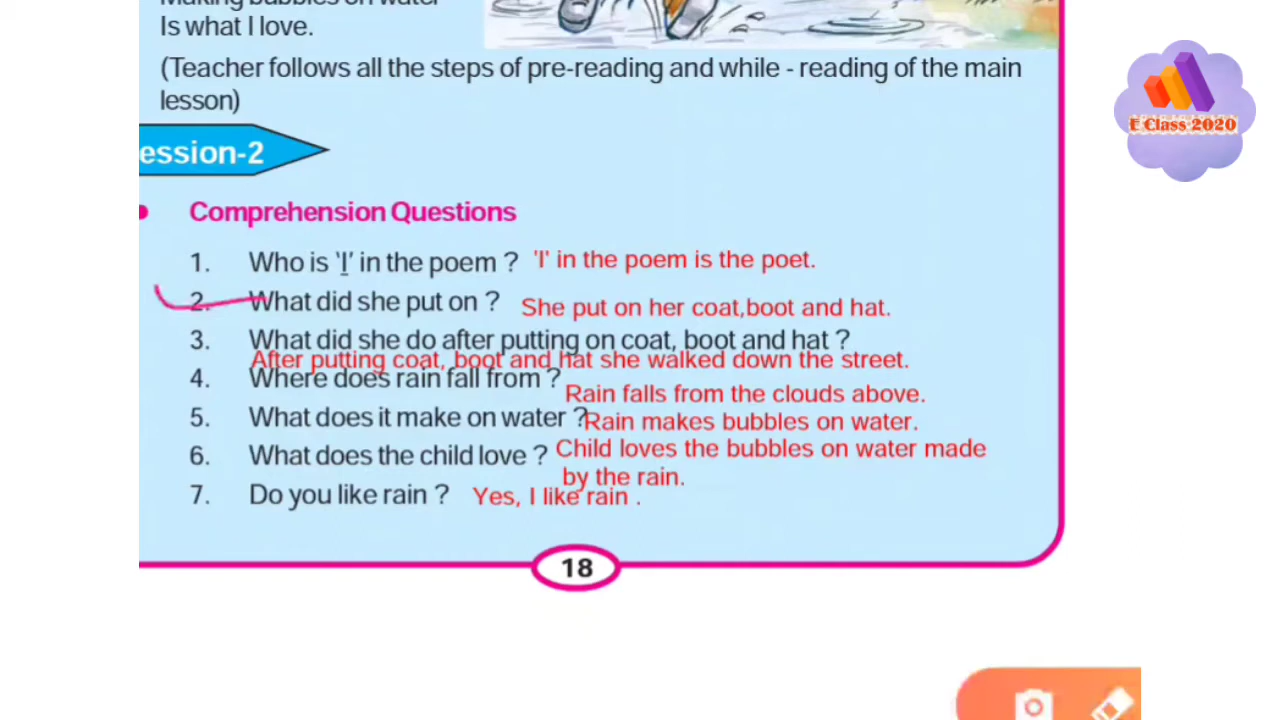 Making bubbles on water
Is what I love.
(Teacher follows all the steps of pre-reading and while - reading of the main
lesson)
E Class 2020
ession-2
Comprehension Questions
1. Who is 'I' in the poem ? 'I' in the poem is the poet.
2. What did she put on ? She put on her coat,boot and hat.
3. What did she do after putting on coat, boot and hat ?
After putting coat, boot and hat she walked down the street.
4. Where does rain fall from ? Rain falls from the clouds above.
5. What does it make on water ? Rain makes bubbles on water.
6. What does the child love ? Child loves the bubbles on water made
by the rain.
7. Do you like rain ? Yes, I like rain .
18